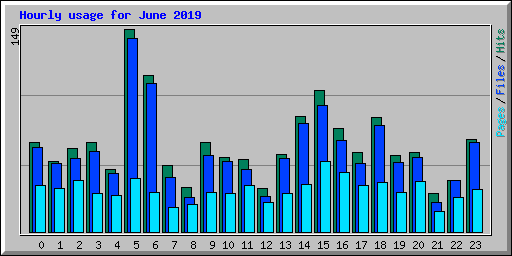 Hourly usage for June 2019
149
Pages/Files/Hits
0 1 2 3 4 5 6 7 8 9 10 11 12 13 14 15 16 17 18 19 20 21 22 23